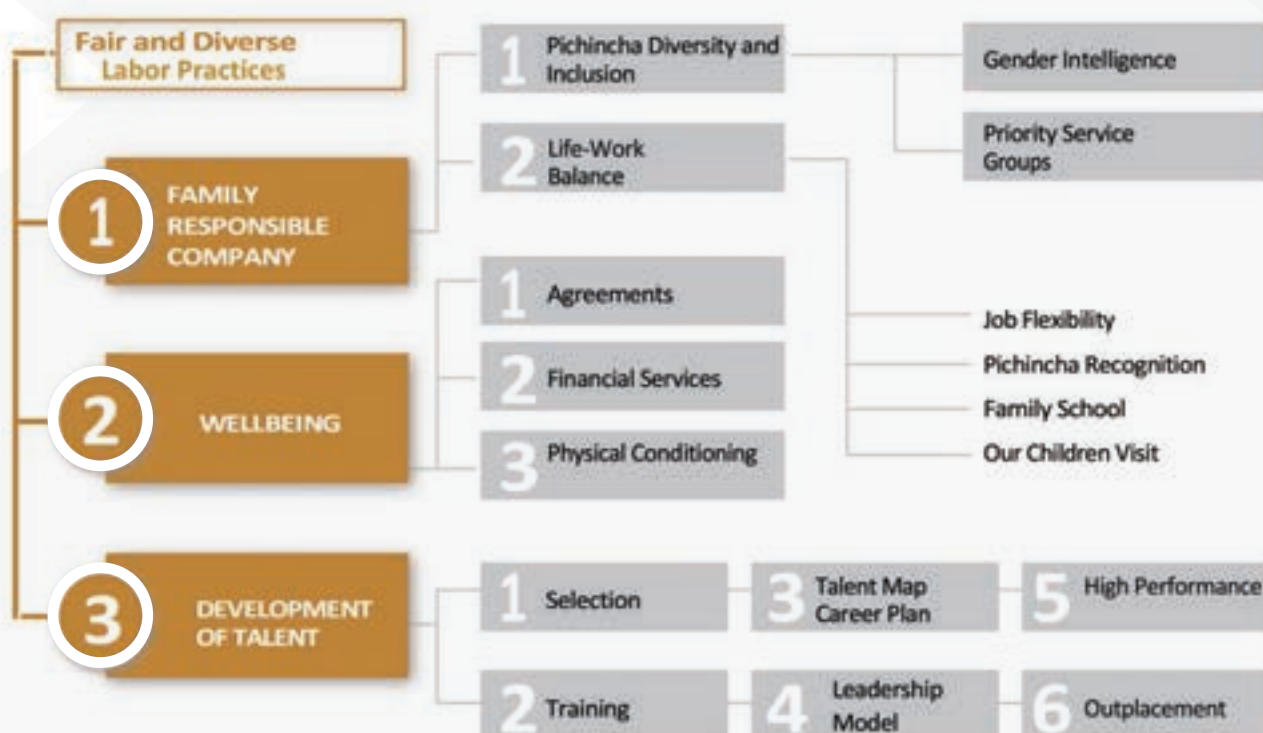 Fair and Diverse
Labor Practices
1
FAMILY
RESPONSIBLE
COMPANY
1
Pichincha Diversity and
Inclusion
Gender Intelligence
Priority Service
Groups
2
Life-Work
Balance
Job Flexibility
Pichincha Recognition
Family School
Our Children Visit
2
WELLBEING
1
Agreements
2
Financial Services
3
Physical Conditioning
3
DEVELOPMENT
OF TALENT
1
Selection
3
Talent Map
Career Plan
5
High Performance
2
Training
4
Leadership
Model
6
Outplacement